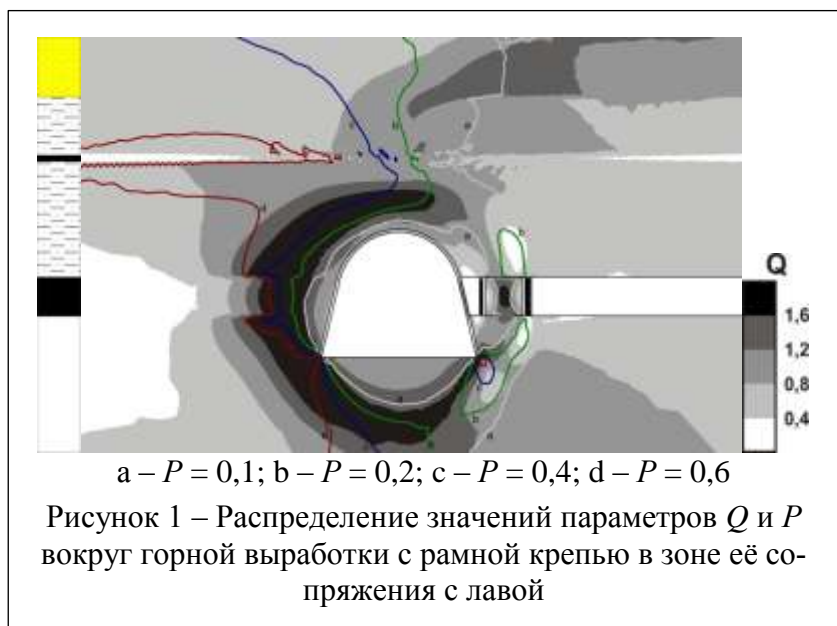 Q
1,6
1,2
0,8
0,4
a – P = 0,1; b – P = 0,2; c – P = 0,4; d – P = 0,6
Рисунок 1 – Распределение значений параметров Q и P
вокруг горной выработки с рамной крепью в зоне её со-
пряжения с лавой